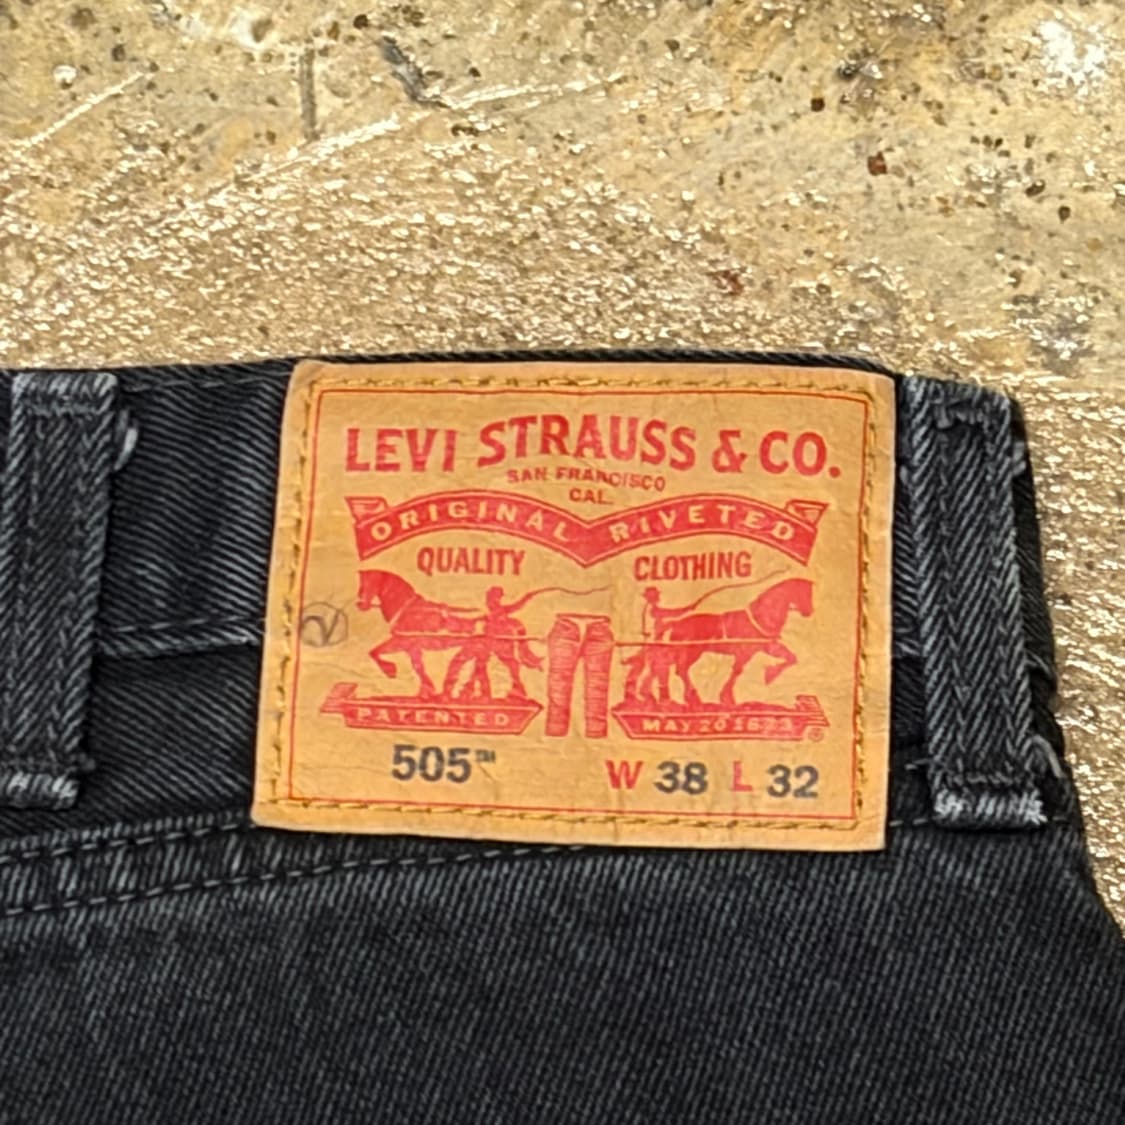 LEVI STRAUSS & CO.
SAN FRANCISCO
CAL.
ORIGINAL RIVETED
QUALITY CLOTHING
PATENTED MAY 20 1873
505™ W 38 L 32